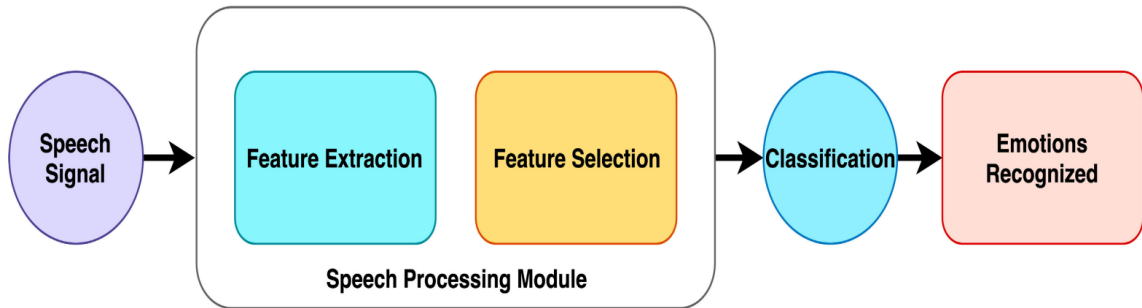 Speech
Signal
Feature Extraction
Feature Selection
Speech Processing Module
Classification
Emotions
Recognized